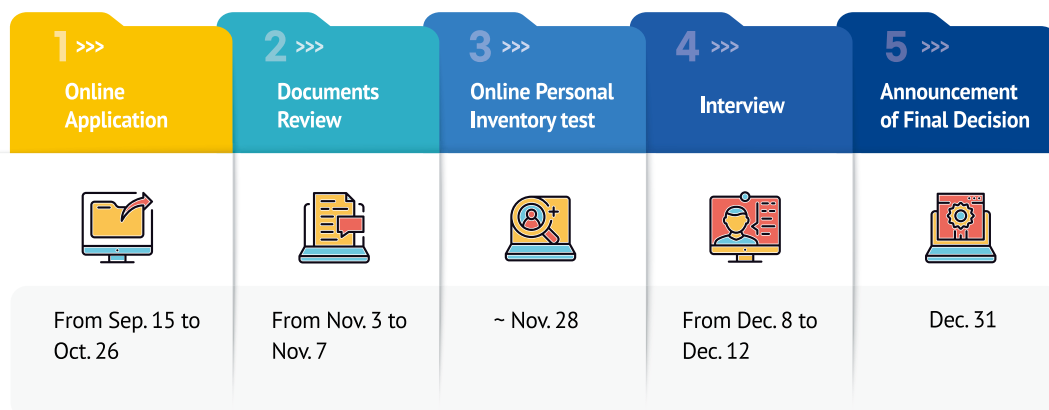 1 >>>
Online
Application
From Sep. 15 to
Oct. 26
2 >>>
Documents
Review
From Nov. 3 to
Nov. 7
3 >>>
Online Personal
Inventory test
~ Nov. 28
4 >>>
Interview
From Dec. 8 to
Dec. 12
5 >>>
Announcement
of Final Decision
Dec. 31